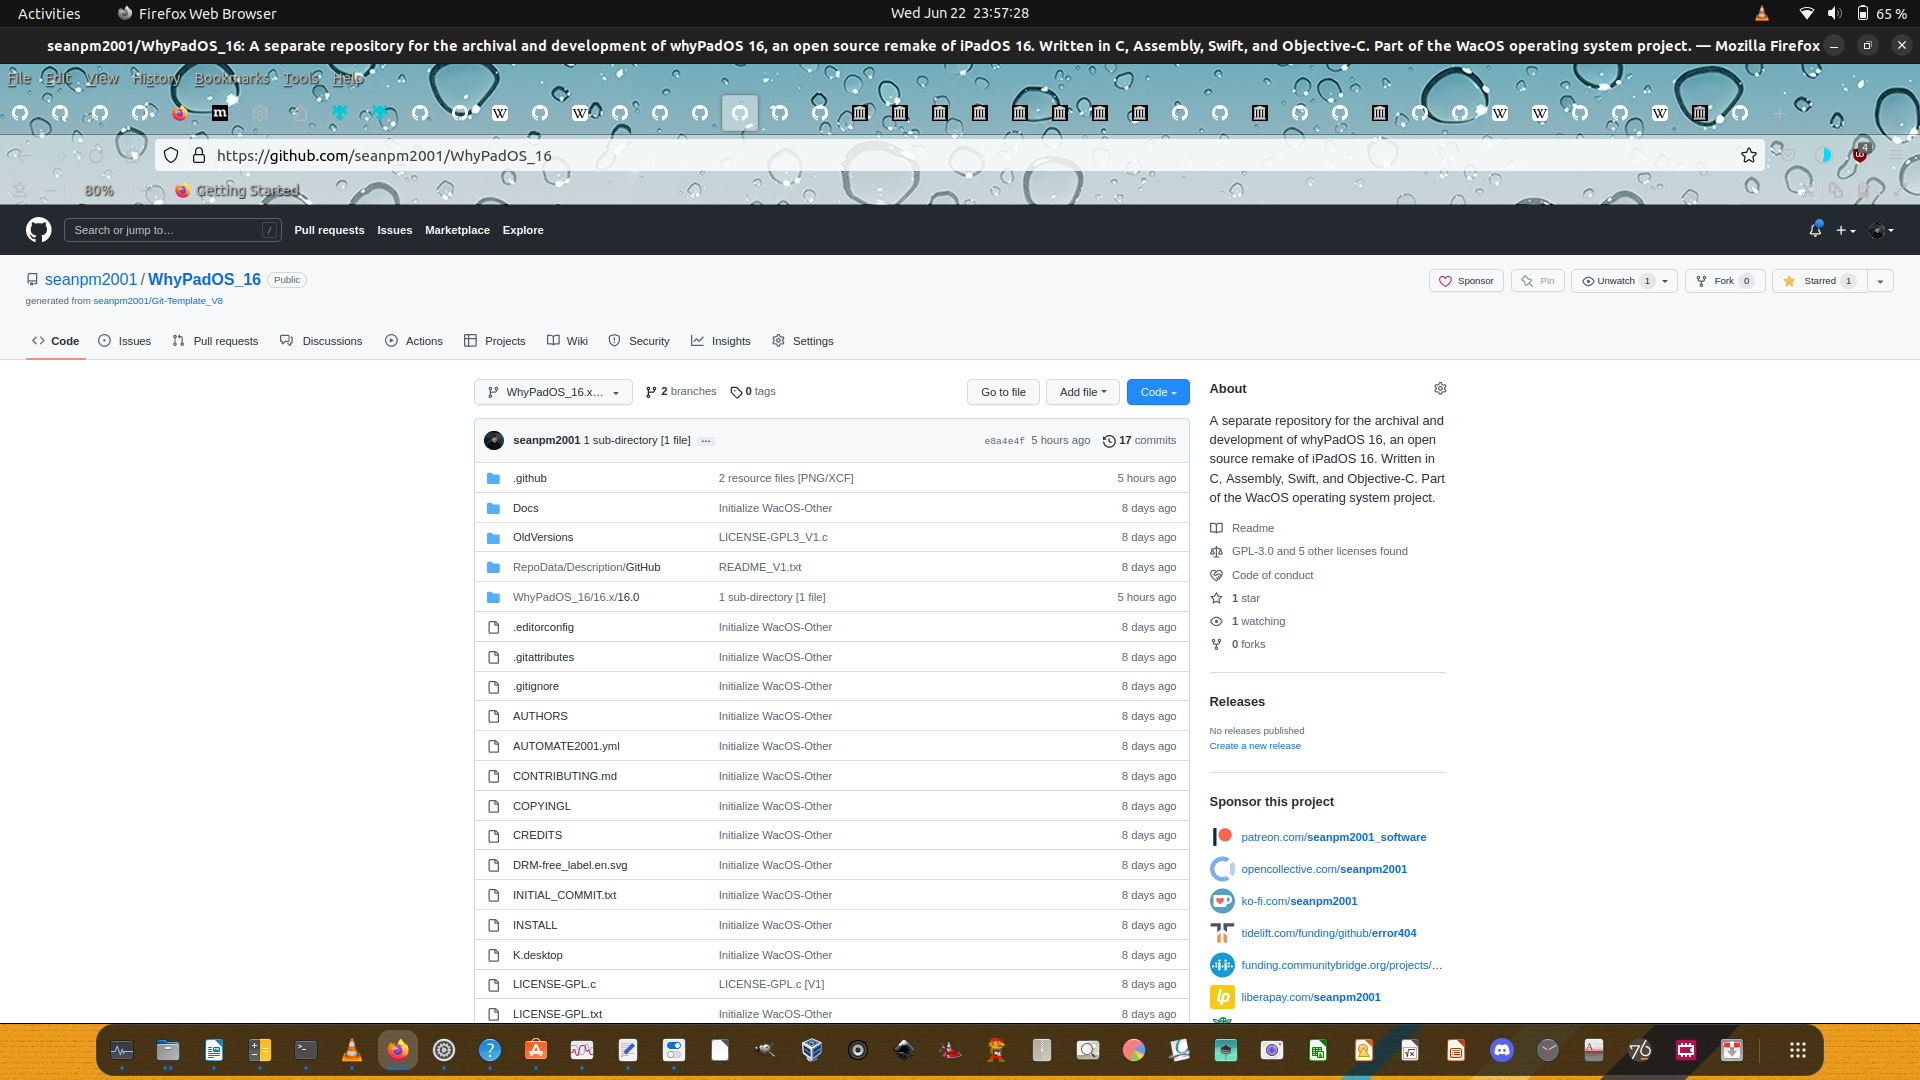 Activities
Firefox Web Browser
Wed Jun 22 23:57:28
65 %
seanpm2001/WhyPadOS_16: A separate repository for the archival and development of whyPadOS 16, an open source remake of iPadOS 16. Written in C, Assembly, Swift, and Objective-C. Part of the WacOS operating system project. — Mozilla Firefox
File Edit View History Bookmarks Tools Help
https://github.com/seanpm2001/WhyPadOS_16
4
80%
Getting Started
Search or jump to…
/
Pull requests Issues Marketplace Explore
seanpm2001 / WhyPadOS_16 Public
generated from seanpm2001/Git-Template_V8
Sponsor
Pin
Unwatch 1
Fork 0
Starred 1
Code
Issues
Pull requests
Discussions
Actions
Projects
Wiki
Security
Insights
Settings
WhyPadOS_16.x…
2 branches
0 tags
Go to file
Add file
Code
seanpm2001 1 sub-directory [1 file] …
e8a4e4f 5 hours ago
17 commits
.github 2 resource files [PNG/XCF] 5 hours ago
Docs Initialize WacOS-Other 8 days ago
OldVersions LICENSE-GPL3_V1.c 8 days ago
RepoData/Description/GitHub README_V1.txt 8 days ago
WhyPadOS_16/16.x/16.0 1 sub-directory [1 file] 5 hours ago
.editorconfig Initialize WacOS-Other 8 days ago
.gitattributes Initialize WacOS-Other 8 days ago
.gitignore Initialize WacOS-Other 8 days ago
AUTHORS Initialize WacOS-Other 8 days ago
AUTOMATE2001.yml Initialize WacOS-Other 8 days ago
CONTRIBUTING.md Initialize WacOS-Other 8 days ago
COPYINGL Initialize WacOS-Other 8 days ago
CREDITS Initialize WacOS-Other 8 days ago
DRM-free_label.en.svg Initialize WacOS-Other 8 days ago
INITIAL_COMMIT.txt Initialize WacOS-Other 8 days ago
INSTALL Initialize WacOS-Other 8 days ago
K.desktop Initialize WacOS-Other 8 days ago
LICENSE-GPL.c LICENSE-GPL.c [V1] 8 days ago
LICENSE-GPL.txt Initialize WacOS-Other 8 days ago
About
A separate repository for the archival and
development of whyPadOS 16, an open
source remake of iPadOS 16. Written in
C, Assembly, Swift, and Objective-C. Part
of the WacOS operating system project.
Readme
GPL-3.0 and 5 other licenses found
Code of conduct
1 star
1 watching
0 forks
Releases
No releases published
Create a new release
Sponsor this project
patreon.com/seanpm2001_software
opencollective.com/seanpm2001
ko-fi.com/seanpm2001
tidelift.com/funding/github/error404
funding.communitybridge.org/projects/…
lp
liberapay.com/seanpm2001
76